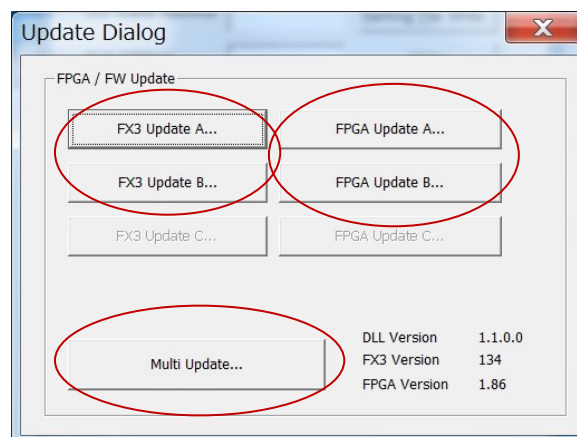 Update Dialog
X
FPGA / FW Update
FX3 Update A...
FPGA Update A...
FX3 Update B...
FPGA Update B...
FX3 Update C...
FPGA Update C...
Multi Update...
DLL Version 1.1.0.0
FX3 Version 134
FPGA Version 1.86